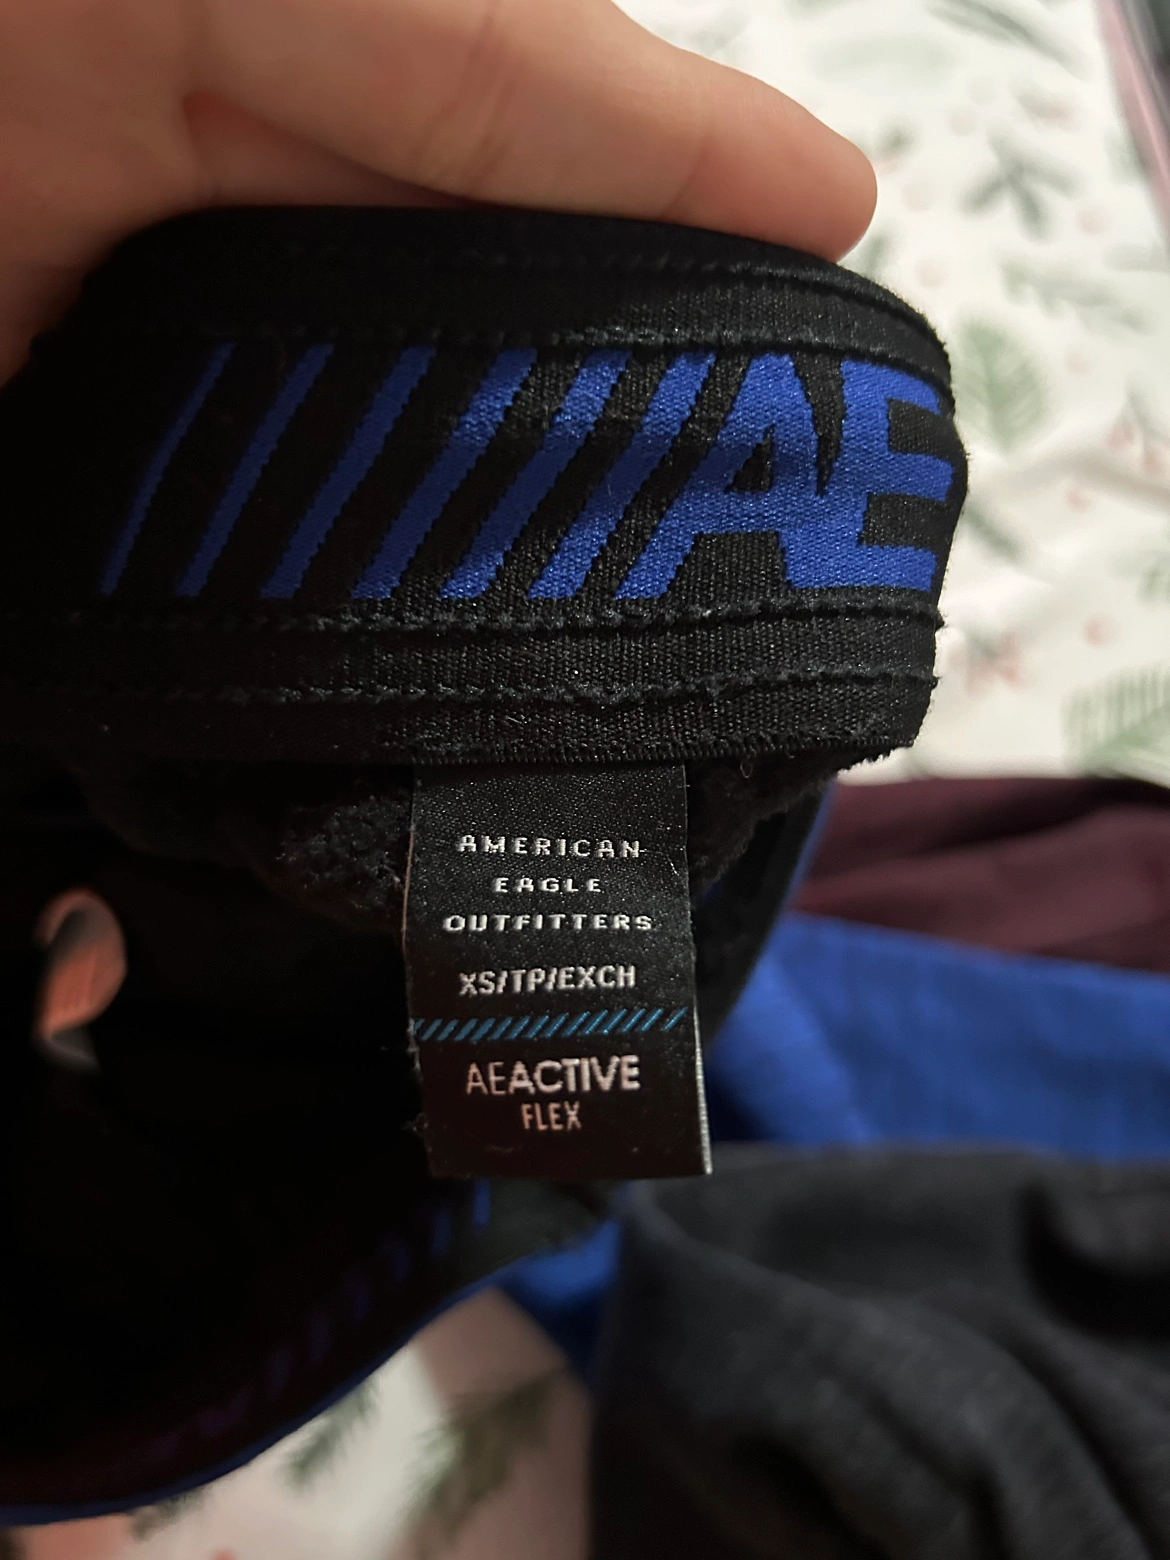 AE
AMERICAN
EAGLE
OUTFITTERS
XS/TP/EXCH
AEACTIVE
FLEX